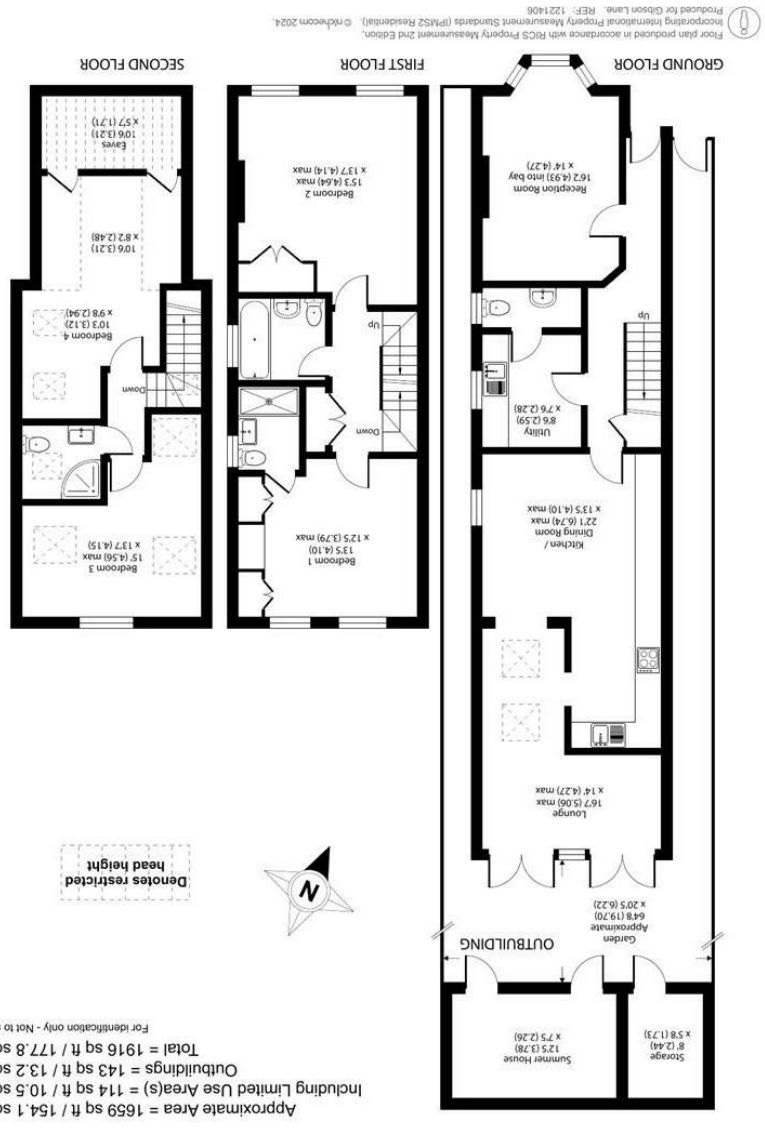 Approximate Area = 1659 sq ft / 154.1 sq
Including Limited Use Area(s) = 114 sq ft / 10.5 sq
Outbuildings = 143 sq ft / 13.2 sq
Total = 1916 sq ft / 177.8 sq
For identification only - Not to s
Storage
8' (2.44)
x 5'8 (1.73)
Summer House
12'5 (3.78)
x 7'5 (2.26)
OUTBUILDING
Garden
Approximate
64'8 (19.70)
x 20'5 (6.22)
N
Denotes restricted
head height
Lounge
16'7 (5.06) max
x 14' (4.27) max
Kitchen /
Dining Room
22'1 (6.74) max
x 13'5 (4.10) max
Utility
8'6 (2.59)
x 7'6 (2.28)
Up
Reception Room
16'2 (4.93) into bay
x 14' (4.27)
GROUND FLOOR
Bedroom 1
13'5 (4.10)
x 12'5 (3.79) max
Down
Up
Bedroom 2
15'3 (4.64) max
x 13'7 (4.14) max
FIRST FLOOR
Bedroom 3
15' (4.56) max
x 13'7 (4.15)
Down
Bedroom 4
10'3 (3.12)
x 9'8 (2.94)
10'6 (3.21)
x 8'2 (2.48)
Eaves
10'6 (3.21)
x 5'7 (1.71)
SECOND FLOOR
Floor plan produced in accordance with RICS Property Measurement 2nd Edition,
Incorporating International Property Measurement Standards (IPMS2 Residential). © nichecom 2024.
Produced for Gibson Lane. REF: 1221406